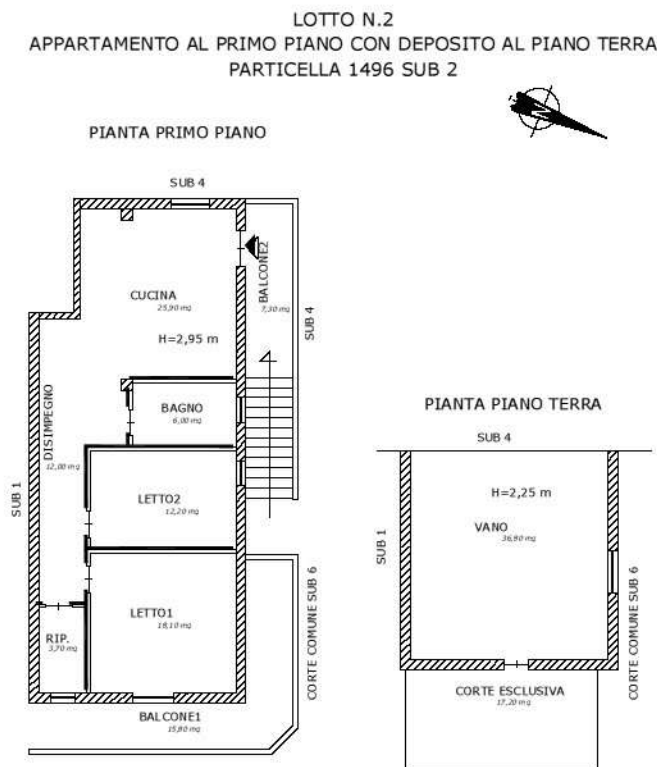 LOTTO N.2
APPARTAMENTO AL PRIMO PIANO CON DEPOSITO AL PIANO TERRA
PARTICELLA 1496 SUB 2
N
PIANTA PRIMO PIANO
SUB 4
CUCINA
25,90 mq
H=2,95 m
BALCONE2
7,30 mq
SUB 4
BAGNO
6,00 mq
DISIMPEGNO
12,00 mq
LETTO2
12,20 mq
SUB 1
LETTO1
18,10 mq
RIP.
3,70 mq
CORTE COMUNE SUB 6
BALCONE1
15,80 mq
PIANTA PIANO TERRA
SUB 4
H=2,25 m
VANO
36,90 mq
SUB 1
CORTE COMUNE SUB 6
CORTE ESCLUSIVA
17,20 mq